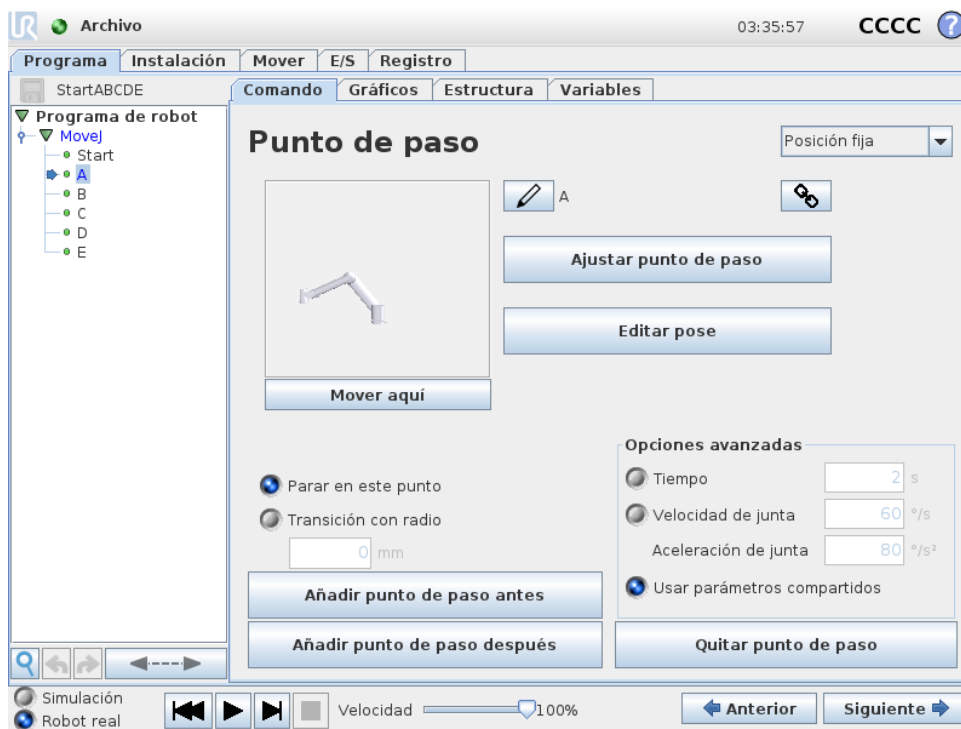 UR Archivo 03:35:57 CCCC ?
Programa Instalación Mover E/S Registro
StartABCDE
Comando Gráficos Estructura Variables
Programa de robot
MoveJ
Start
A
B
C
D
E
Punto de paso
Posición fija
A
Ajustar punto de paso
Editar pose
Mover aquí
Parar en este punto
Transición con radio
0 mm
Opciones avanzadas
Tiempo 2 s
Velocidad de junta 60 °/s
Aceleración de junta 80 °/s²
Usar parámetros compartidos
Añadir punto de paso antes
Añadir punto de paso después
Quitar punto de paso
Simulación
Robot real
Velocidad 100%
Anterior
Siguiente